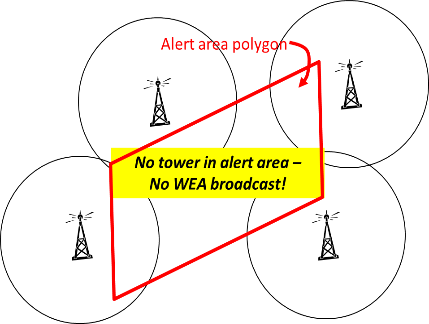 Alert area polygon
No tower in alert area –
No WEA broadcast!